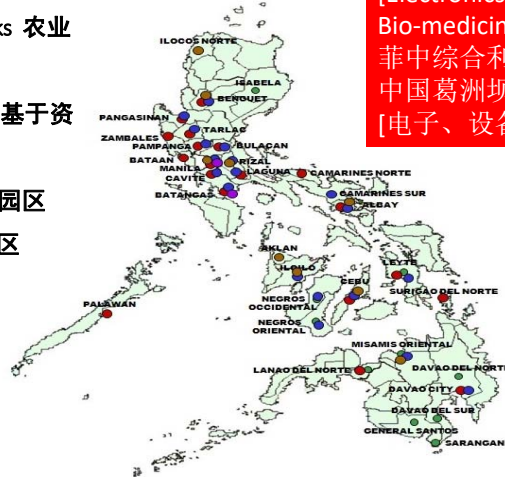 ks 农业
基于资
园区
区
[Electronics
Bio-medicin
菲中综合利
中国葛洲坝
[电子、设备
ILOCOS NORTE
ISABELA
BENGUET
PANGASINAN
TARLAC
ZAMBALES
PAMPANGA
BULACAN
BATAAN
RIZAL
MANILA
LAGUNA
CAMARINES NORTE
CAVITE
CAMARINES SUR
BATANGAS
ALBAY
AKLAN
ILOILO
LEYTE
CEBU
SURIGAO DEL NORTE
PALAWAN
NEGROS
OCCIDENTAL
NEGROS
ORIENTAL
MISAMIS ORIENTAL
LANAO DEL NORTE
DAVAO DEL NORTE
DAVAO CITY
DAVAO DEL SUR
GENERAL SANTOS
SARANGAN